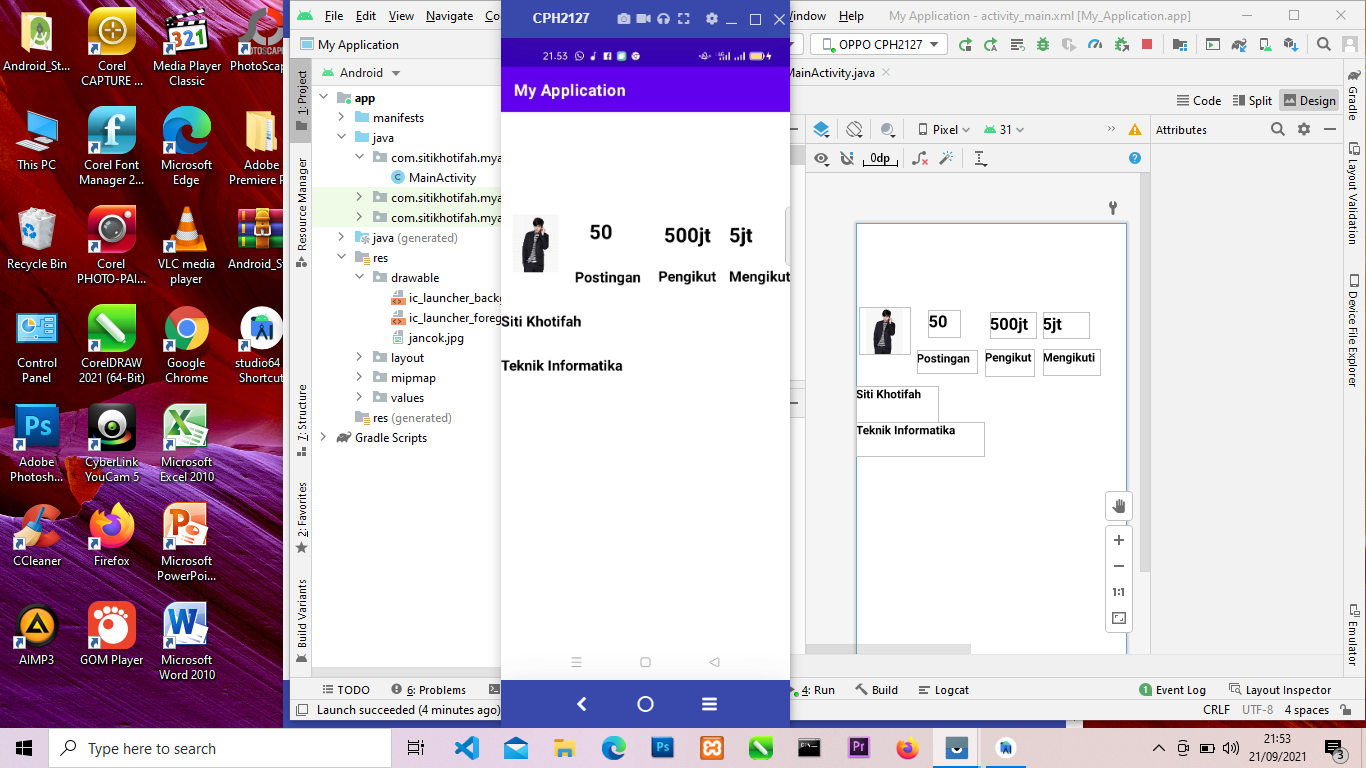 Android_St...
Corel
CAPTURE ...
Media Player
Classic
PhotoScap
This PC
Corel Font
Manager 2...
Microsoft
Edge
Adobe
Premiere P
Recycle Bin
Corel
PHOTO-PAI...
VLC media
player
Android_St
Control
Panel
CorelDRAW
2021 (64-Bit)
Google
Chrome
studio64
Shortcut
Adobe
Photosh...
CyberLink
YouCam 5
Microsoft
Excel 2010
CCleaner
Firefox
Microsoft
PowerPoi...
AIMP3
GOM Player
Microsoft
Word 2010
File Edit View Navigate Co
indow Help My Application - activity_main.xml [My_Application.app]
My Application
OPPO CPH2127
Android
MainActivity.java
Code Split Design
app
manifests
java
com.sitikhotifah.mya
MainActivity
com.sitikhotifah.mya
com.sitikhotifah.mya
java (generated)
res
drawable
ic_launcher_backg
ic_launcher_foreg
jancok.jpg
layout
mipmap
values
res (generated)
Gradle Scripts
1: Project
Resource Manager
7: Structure
2: Favorites
Build Variants
CPH2127
21.53
My Application
50 500jt 5jt
Postingan Pengikut Mengikut
Siti Khotifah
Teknik Informatika
Pixel 31
Attributes
0dp
50 500jt 5jt
Postingan Pengikut Mengikuti
Siti Khotifah
Teknik Informatika
1:1
Gradle
Layout Validation
Device File Explorer
Emulator
TODO 6: Problems
4: Run Build Logcat
1 Event Log Layout Inspector
Launch succeeded (4 minutes ago)
CRLF UTF-8 4 spaces
Type here to search
21:53
21/09/2021
3